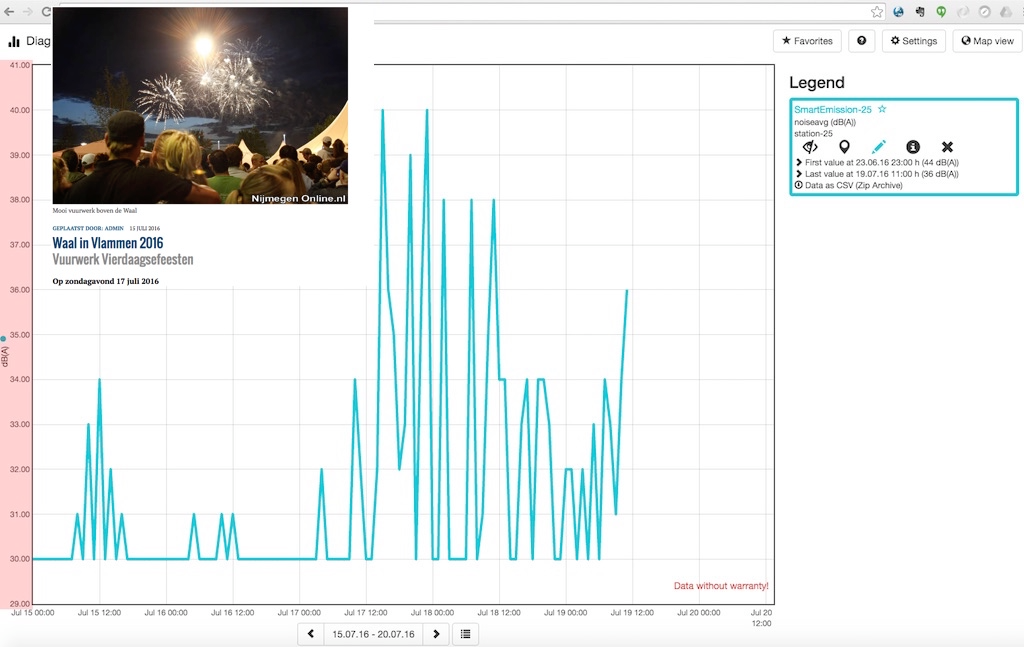 Diag
Favorites
Settings
Map view
Nijmegen Online.nl
Mooi vuurwerk boven de Waal
GEPLAATST DOOR: ADMIN 15 JULI 2016
Waal in Vlammen 2016
Vuurwerk Vierdaagsefeesten
Op zondagavond 17 juli 2016
Legend
SmartEmission-25
noiseavg (dB(A))
station-25
First value at 23.06.16 23:00 h (44 dB(A))
Last value at 19.07.16 11:00 h (36 dB(A))
Data as CSV (Zip Archive)
41.00
40.00
39.00
38.00
37.00
36.00
35.00
34.00
33.00
32.00
31.00
30.00
29.00
dB(A)
Data without warranty!
Jul 15 00:00
Jul 15 12:00
Jul 16 00:00
Jul 16 12:00
Jul 17 00:00
Jul 17 12:00
Jul 18 00:00
Jul 18 12:00
Jul 19 00:00
Jul 19 12:00
Jul 20 00:00
Jul 20
12:00
15.07.16 - 20.07.16